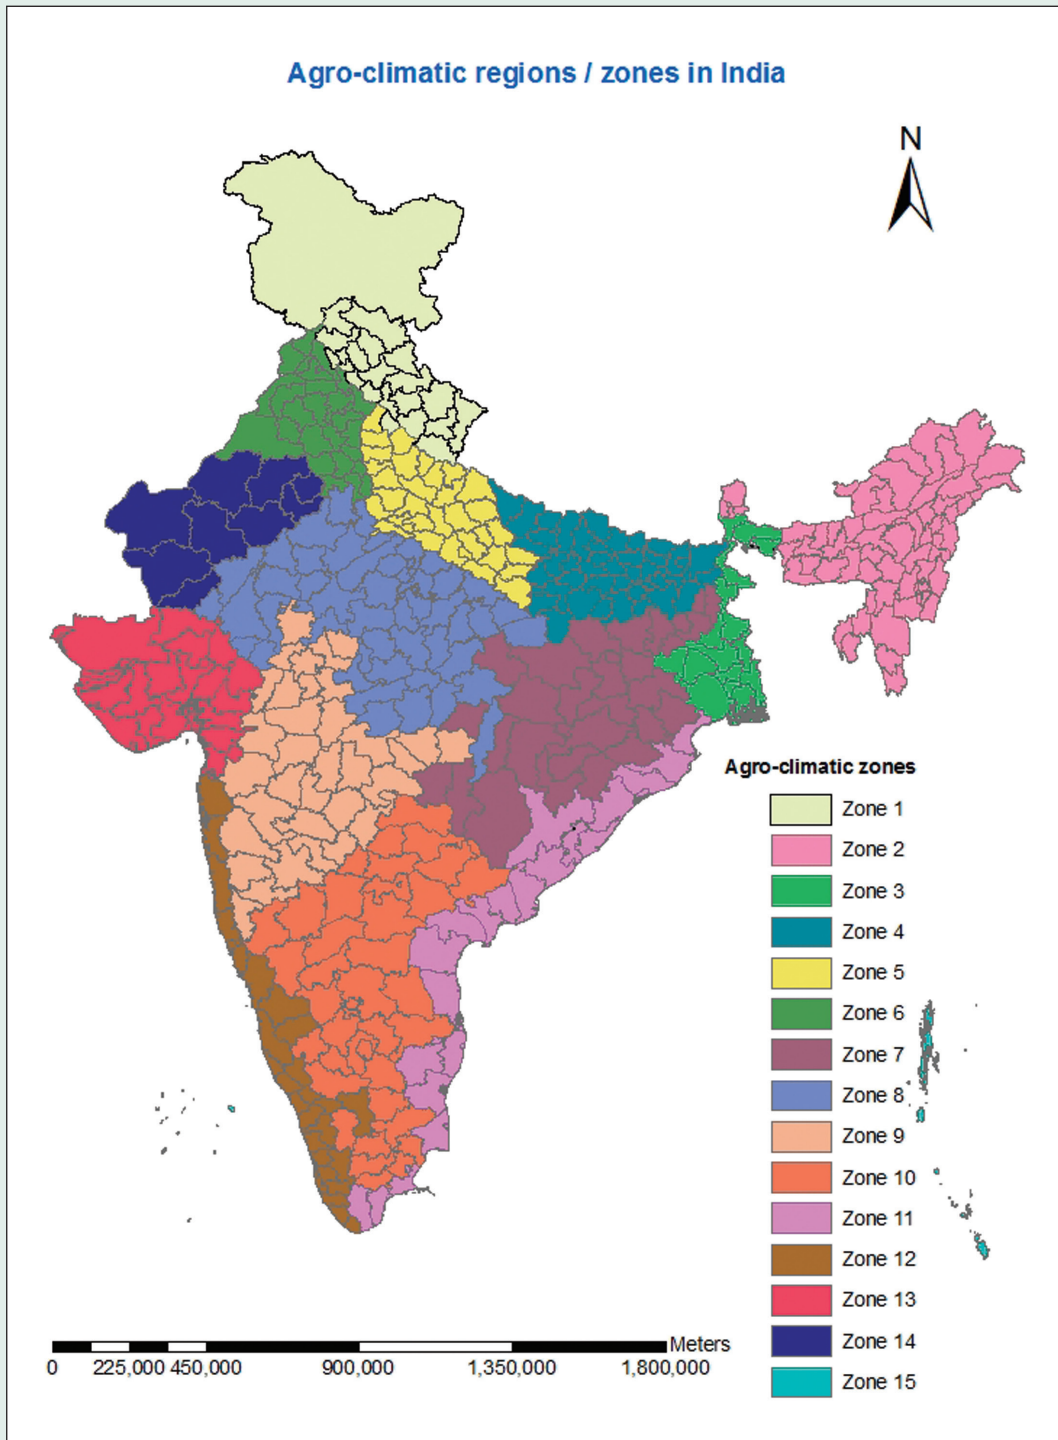 Agro-climatic regions / zones in India
N
Agro-climatic zones
Zone 1
Zone 2
Zone 3
Zone 4
Zone 5
Zone 6
Zone 7
Zone 8
Zone 9
Zone 10
Zone 11
Zone 12
Zone 13
Zone 14
Zone 15
Meters
0 225,000 450,000 900,000 1,350,000 1,800,000